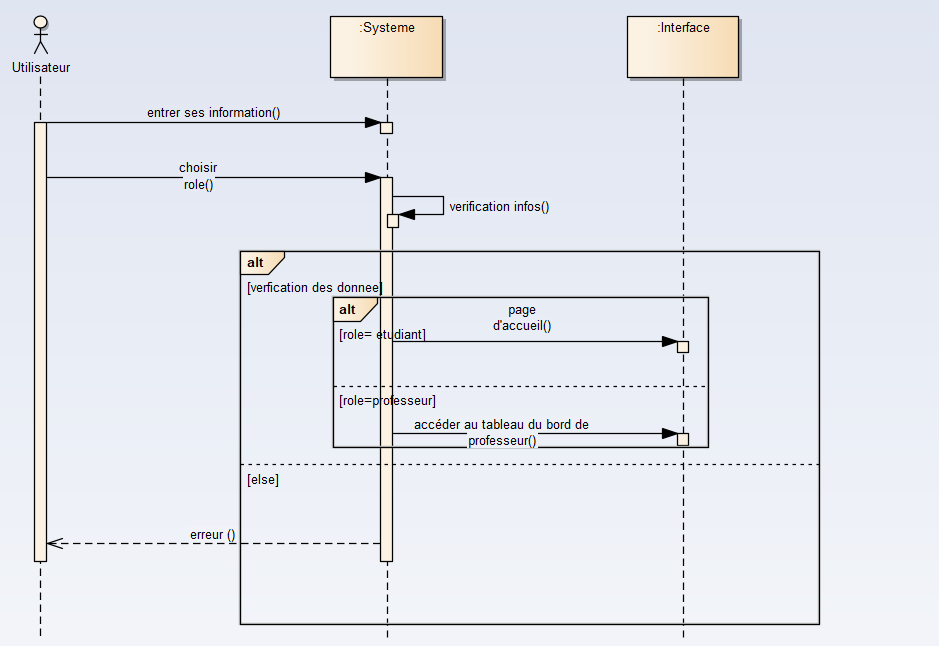 :Systeme
:Interface
Utilisateur
entrer ses information()
choisir
role()
verification infos()
alt
[verfication des donnee]
alt
page
d'accueil()
[role= etudiant]
[role=professeur]
accéder au tableau du bord de
professeur()
[else]
erreur ()